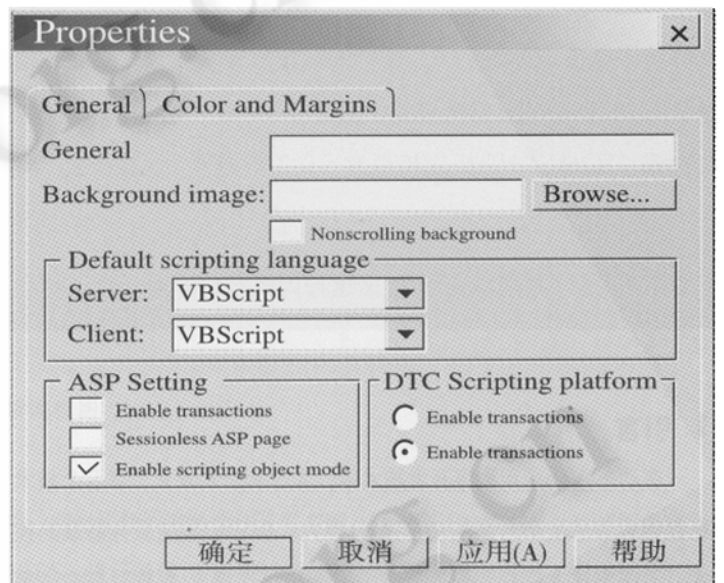 Properties
General Color and Margins
General
Background image: Browse...
Nonscrolling background
Default scripting language
Server: VBScript
Client: VBScript
ASP Setting
Enable transactions
Sessionless ASP page
Enable scripting object mode
DTC Scripting platform
Enable transactions
Enable transactions
确定 取消 应用(A) 帮助